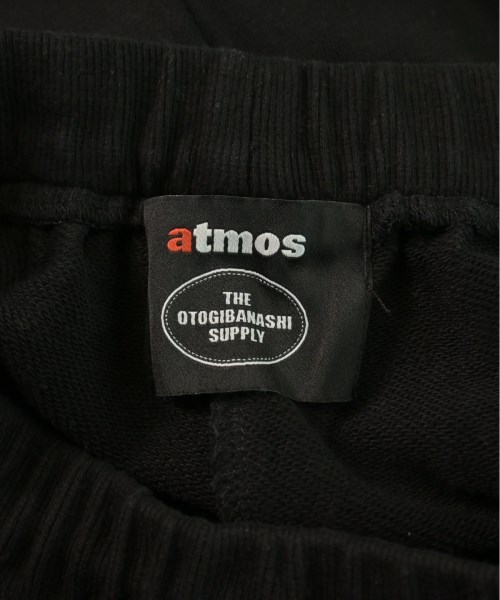 atmos
THE
OTOGIBANASHI
SUPPLY